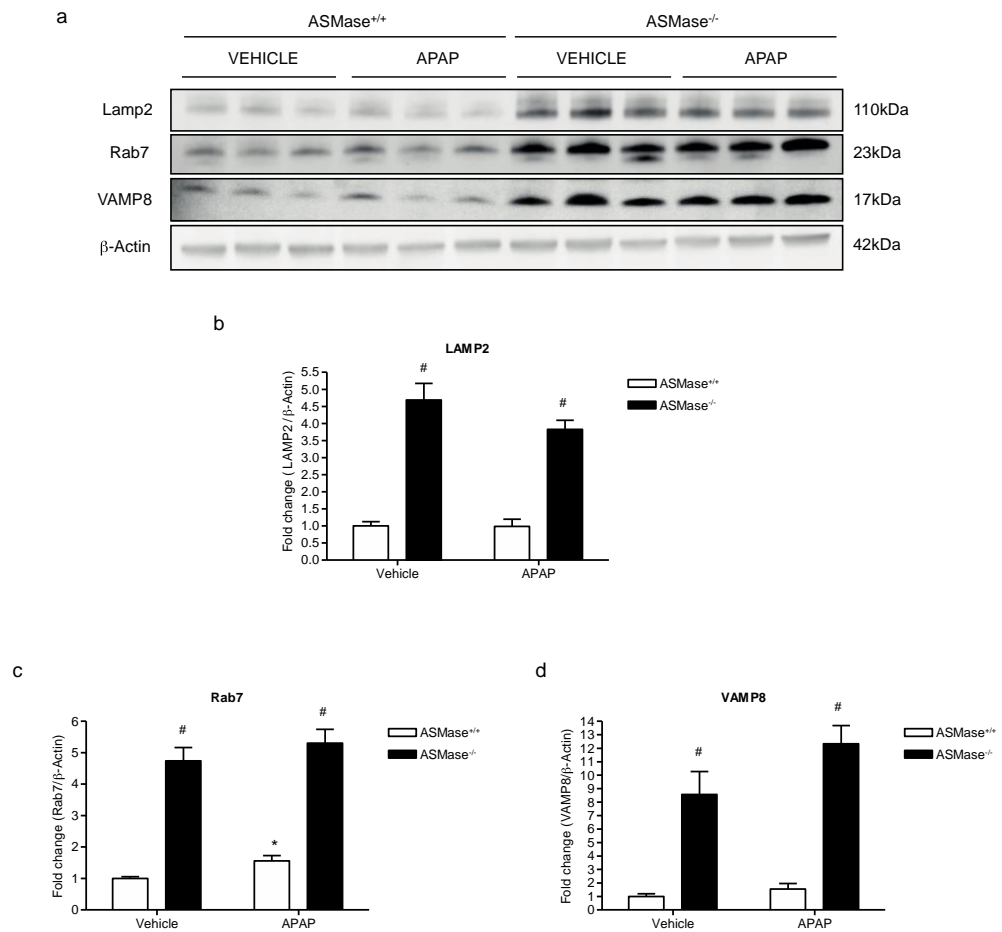 a
ASMase+/+ ASMase-/-
VEHICLE APAP VEHICLE APAP
Lamp2 110kDa
Rab7 23kDa
VAMP8 17kDa
β-Actin 42kDa
b
LAMP2
Fold change ( LAMP2 / β-Actin)
5.5
5.0
4.5
4.0
3.5
3.0
2.5
2.0
1.5
1.0
0.5
0.0
# #
Vehicle APAP
ASMase+/+
ASMase-/-
c
Rab7
Fold change (Rab7/β-Actin)
6
5
4
3
2
1
0
# * #
Vehicle APAP
ASMase+/+
ASMase-/-
d
VAMP8
Fold change (VAMP8/β-Actin)
14
13
12
11
10
9
8
7
6
5
4
3
2
1
0
# #
Vehicle APAP
ASMase+/+
ASMase-/-